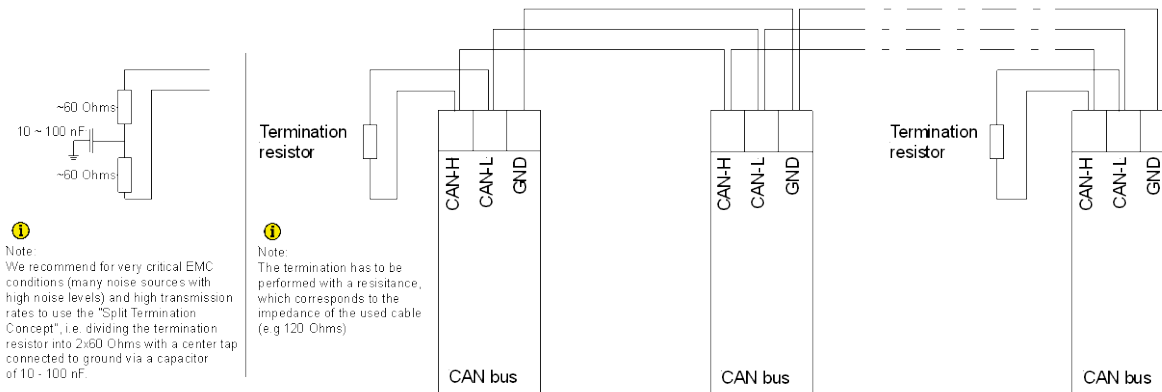 ~60 Ohms
10 ~ 100 nF
~60 Ohms
Note:
We recommend for very critical EMC
conditions (many noise sources with
high noise levels) and high transmission
rates to use the "Split Termination
Concept", i.e. dividing the termination
resistor into 2x60 Ohms with a center tap
connected to ground via a capacitor
of 10 - 100 nF.
Termination
resistor
Note:
The termination has to be
performed with a resisitance,
which corresponds to the
impedance of the used cable
(e.g 120 Ohms)
CAN-H
CAN-L
GND
CAN bus
CAN-H
CAN-L
GND
CAN bus
Termination
resistor
CAN-H
CAN-L
GND
CAN bus